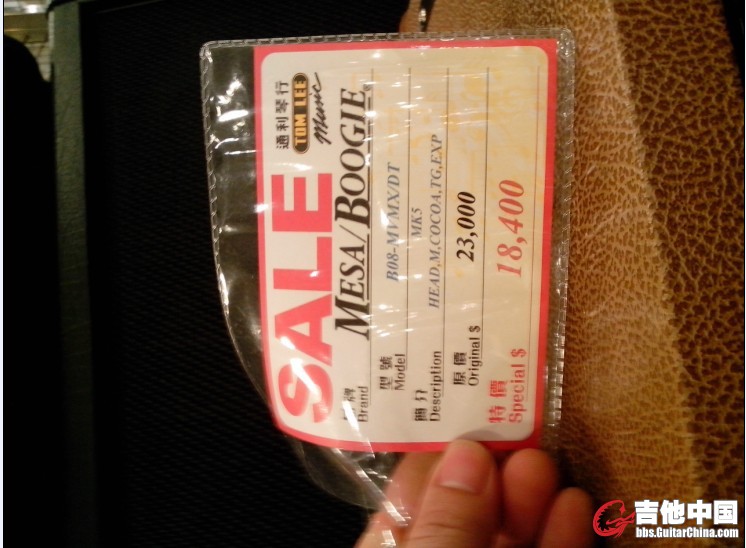 SALE
通利琴行
TOM LEE
Music
牌 MESA/BOOGIE
Brand
型號 B08-MVMX/DT
Model MK5
簡介
Description HEAD,M,COCOA,TG,EXP
原價 23,000
Original $
特價 18,400
Special $
吉他中国
bbs.GuitarChina.com